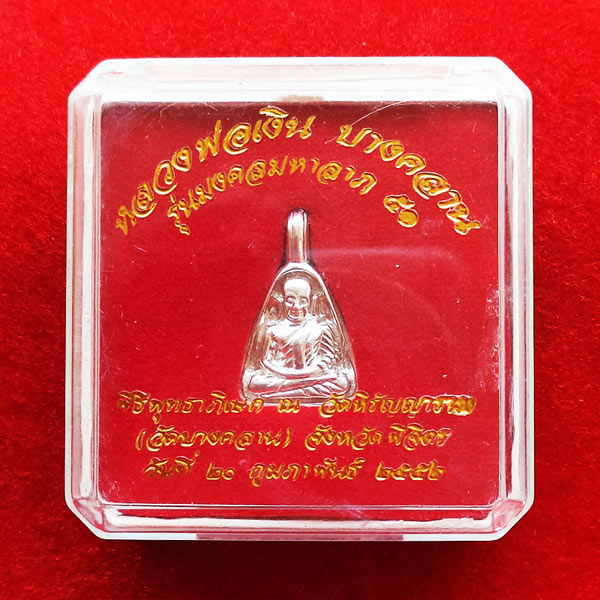 หลวงพ่อเงิน บางคลาน
รุ่นมงคลมหาลาภ ๕๑
พิธีพุทธาภิเษก ณ วัดหิรัญญาราม
(วัดบางคลาน) จังหวัดพิจิตร
วันที่ ๒๐ กุมภาพันธ์ ๒๕๕๒